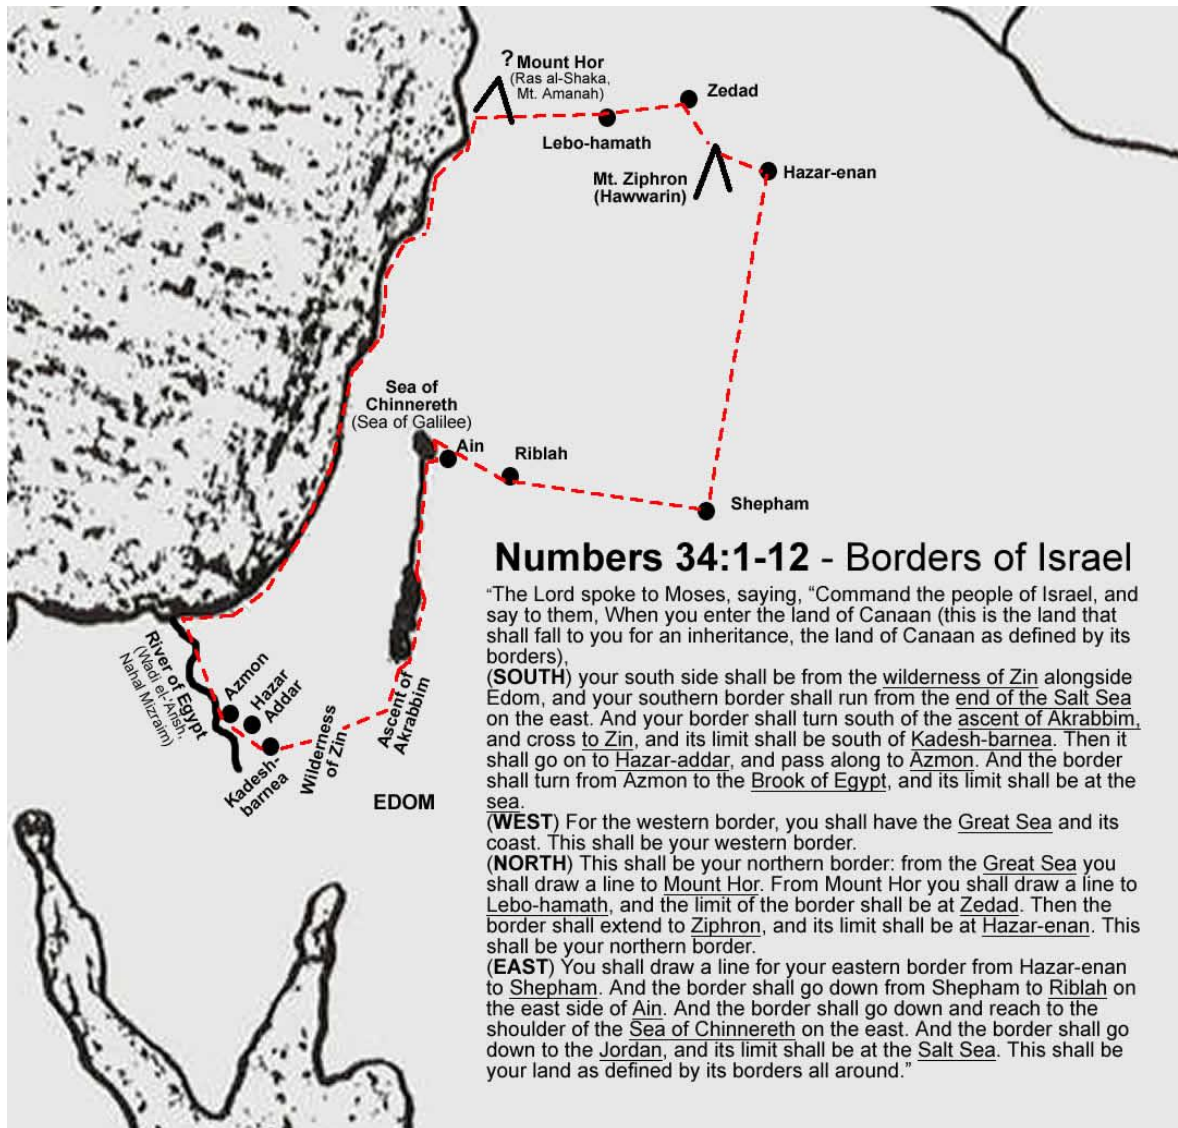 ? Mount Hor
(Ras al-Shaka,
Mt. Amanah)
Zedad
Lebo-hamath
Mt. Ziphron
(Hawwarin)
Hazar-enan
Sea of
Chinnereth
(Sea of Galilee)
Ain
Riblah
Shepham
River of Egypt
(Wadi el-'Arish,
Nahal Mizraim)
Azmon
Hazar
Addar
Kadesh-
barnea
Wilderness
of Zin
Ascent of
Akrabbim
EDOM
Numbers 34:1-12 - Borders of Israel
“The Lord spoke to Moses, saying, “Command the people of Israel, and
say to them, When you enter the land of Canaan (this is the land that
shall fall to you for an inheritance, the land of Canaan as defined by its
borders),
(SOUTH) your south side shall be from the wilderness of Zin alongside
Edom, and your southern border shall run from the end of the Salt Sea
on the east. And your border shall turn south of the ascent of Akrabbim,
and cross to Zin, and its limit shall be south of Kadesh-barnea. Then it
shall go on to Hazar-addar, and pass along to Azmon. And the border
shall turn from Azmon to the Brook of Egypt, and its limit shall be at the
sea.
(WEST) For the western border, you shall have the Great Sea and its
coast. This shall be your western border.
(NORTH) This shall be your northern border: from the Great Sea you
shall draw a line to Mount Hor. From Mount Hor you shall draw a line to
Lebo-hamath, and the limit of the border shall be at Zedad. Then the
border shall extend to Ziphron, and its limit shall be at Hazar-enan. This
shall be your northern border.
(EAST) You shall draw a line for your eastern border from Hazar-enan
to Shepham. And the border shall go down from Shepham to Riblah on
the east side of Ain. And the border shall go down and reach to the
shoulder of the Sea of Chinnereth on the east. And the border shall go
down to the Jordan, and its limit shall be at the Salt Sea. This shall be
your land as defined by its borders all around.”